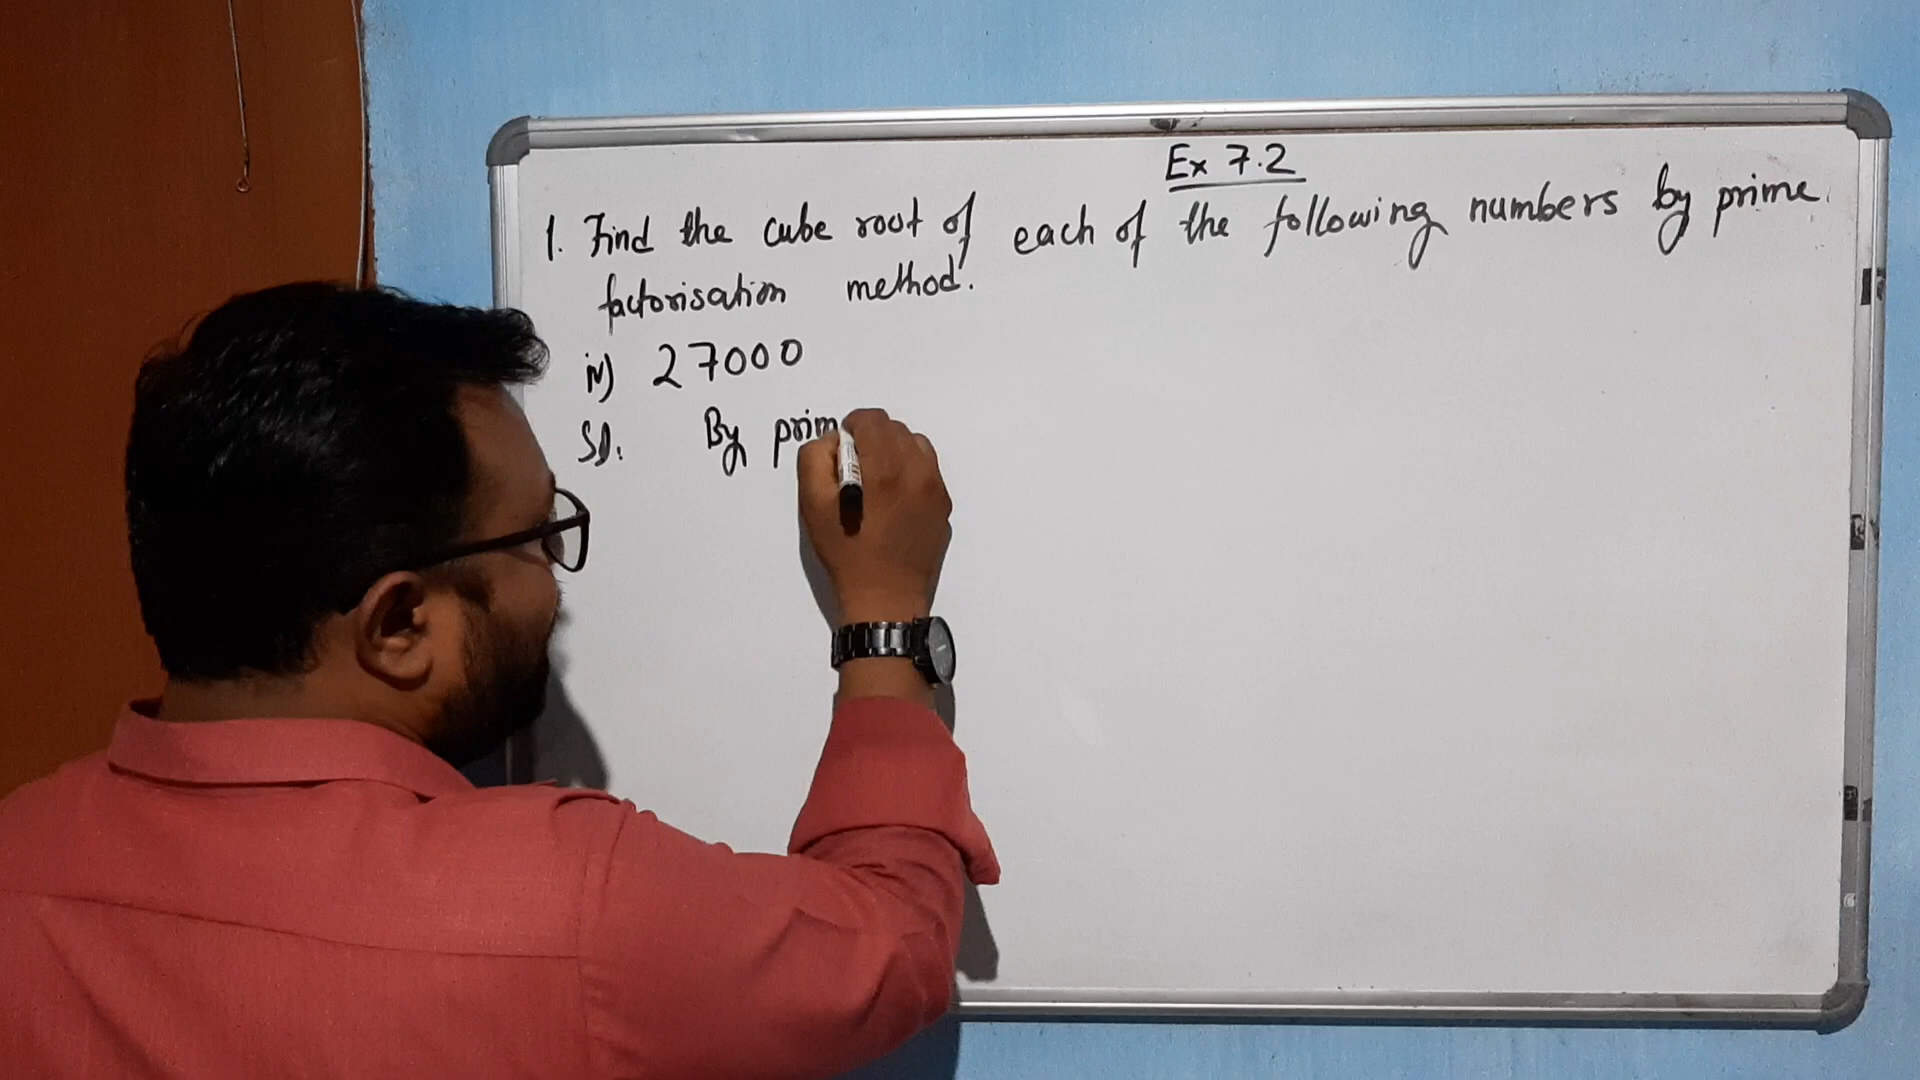 Ex 7.2
1. Find the cube root of each of the following numbers by prime
factorisation method.
iv) 27000
Sol: By prim